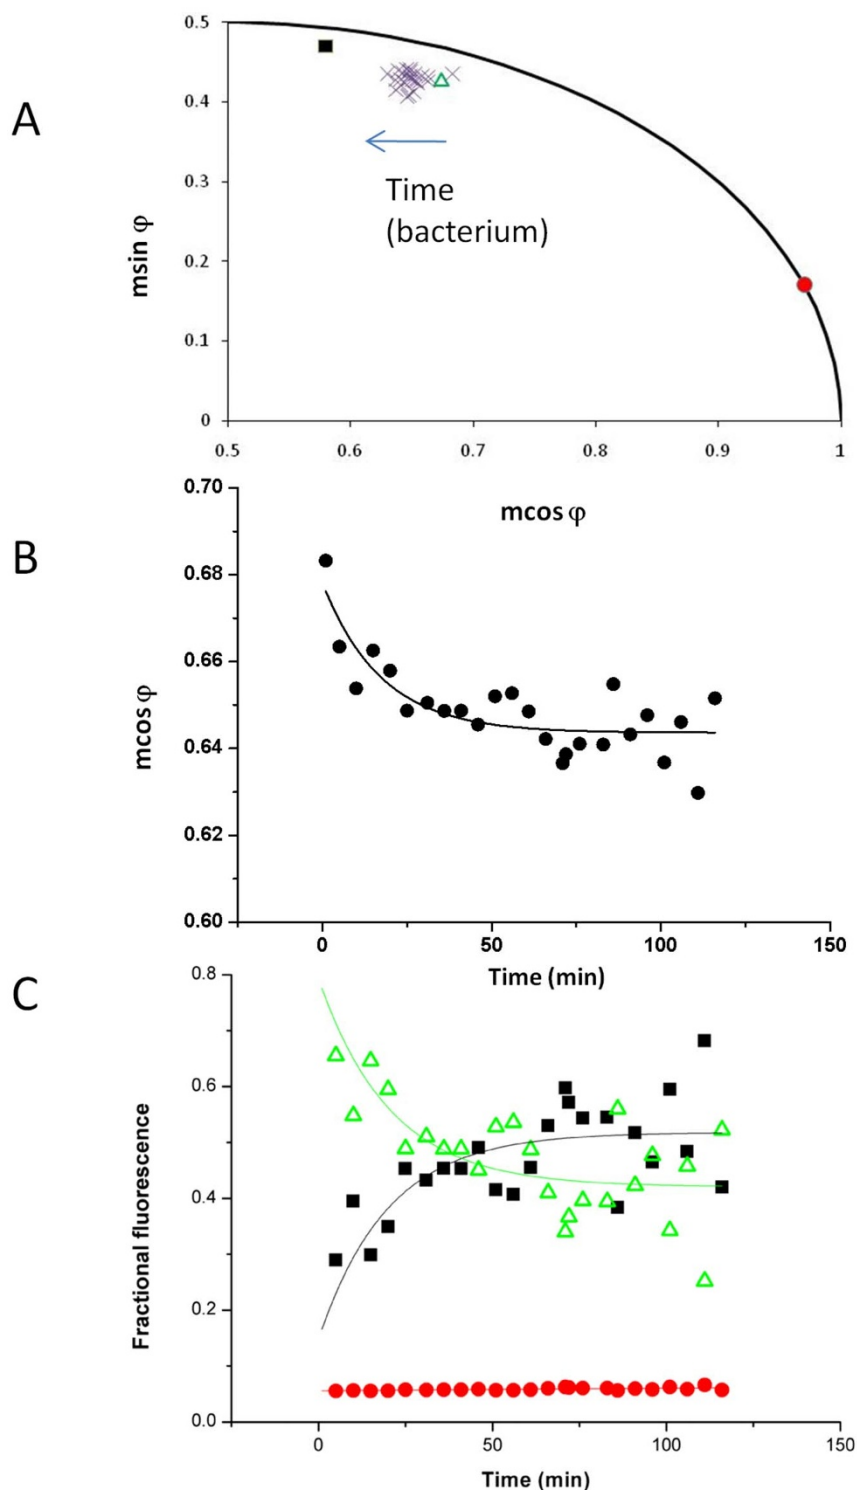 A
0.5
0.4
0.3
0.2
0.1
0
msin φ
Time
(bacterium)
0.5 0.6 0.7 0.8 0.9 1
mcos φ
B
0.70
0.68
0.66
0.64
0.62
0.60
mcos φ
0 50 100 150
Time (min)
C
0.8
0.6
0.4
0.2
0.0
Fractional fluorescence
0 50 100 150
Time (min)